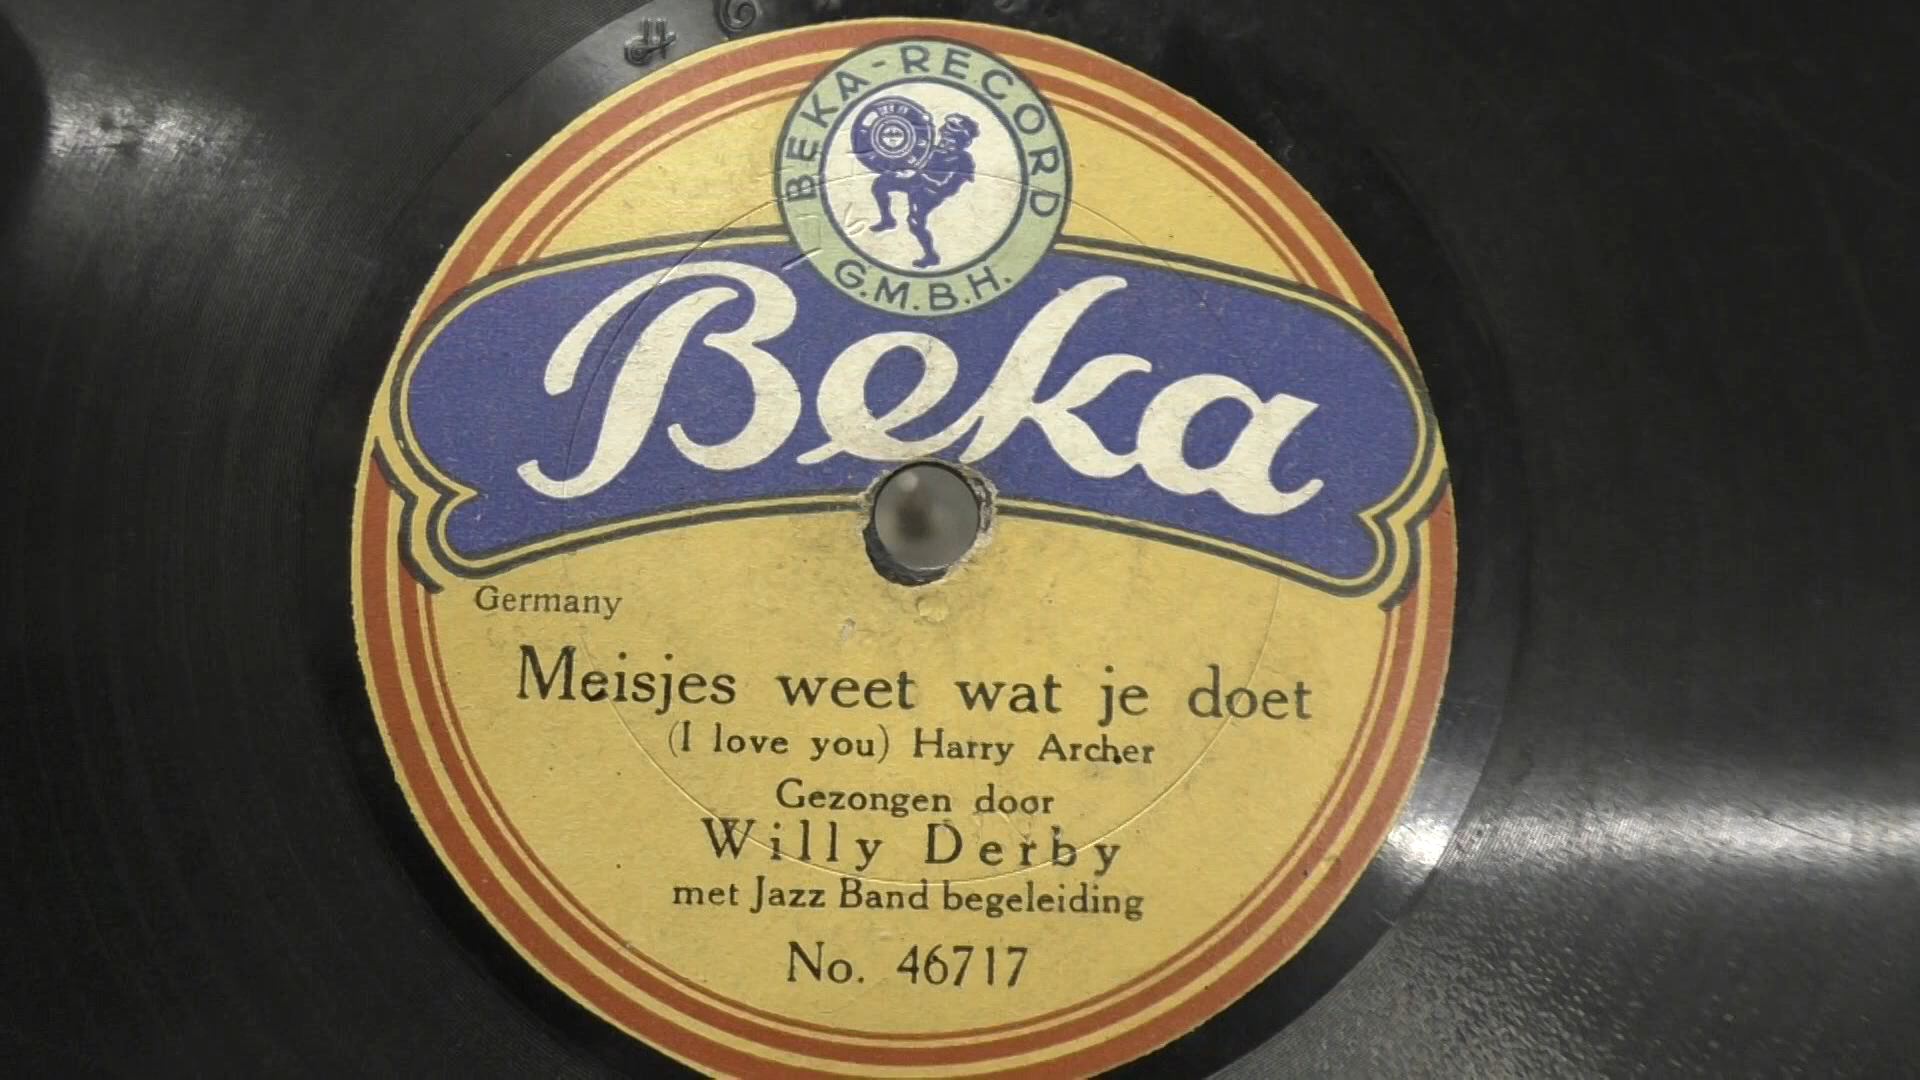 BEKA-RECORD
G.M.B.H.
Beka
Germany
Meisjes weet wat je doet
(I love you) Harry Archer
Gezongen door
Willy Derby
met Jazz Band begeleiding
No. 46717